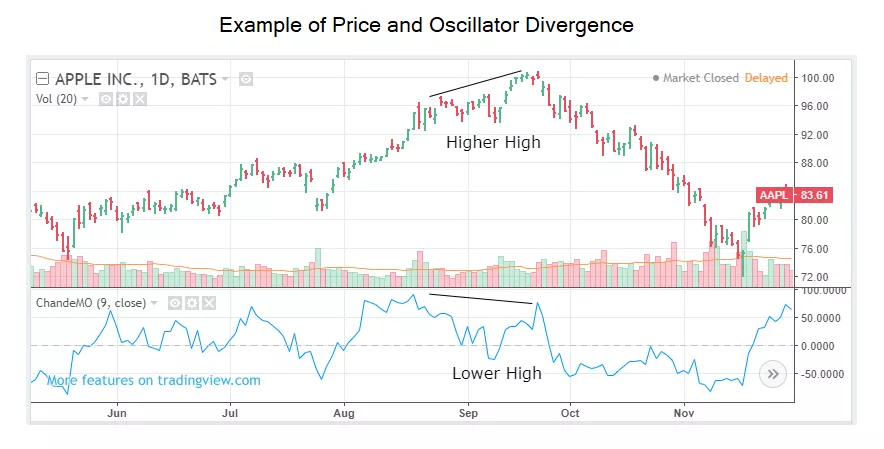 Example of Price and Oscillator Divergence
APPLE INC., 1D, BATS
Market Closed Delayed
Vol (20)
Higher High
100.00
96.00
92.00
88.00
AAPL 83.61
80.00
76.00
72.00
ChandeMO (9, close)
100.0000
50.0000
0.0000
-50.0000
Lower High
More features on tradingview.com
Jun Jul Aug Sep Oct Nov